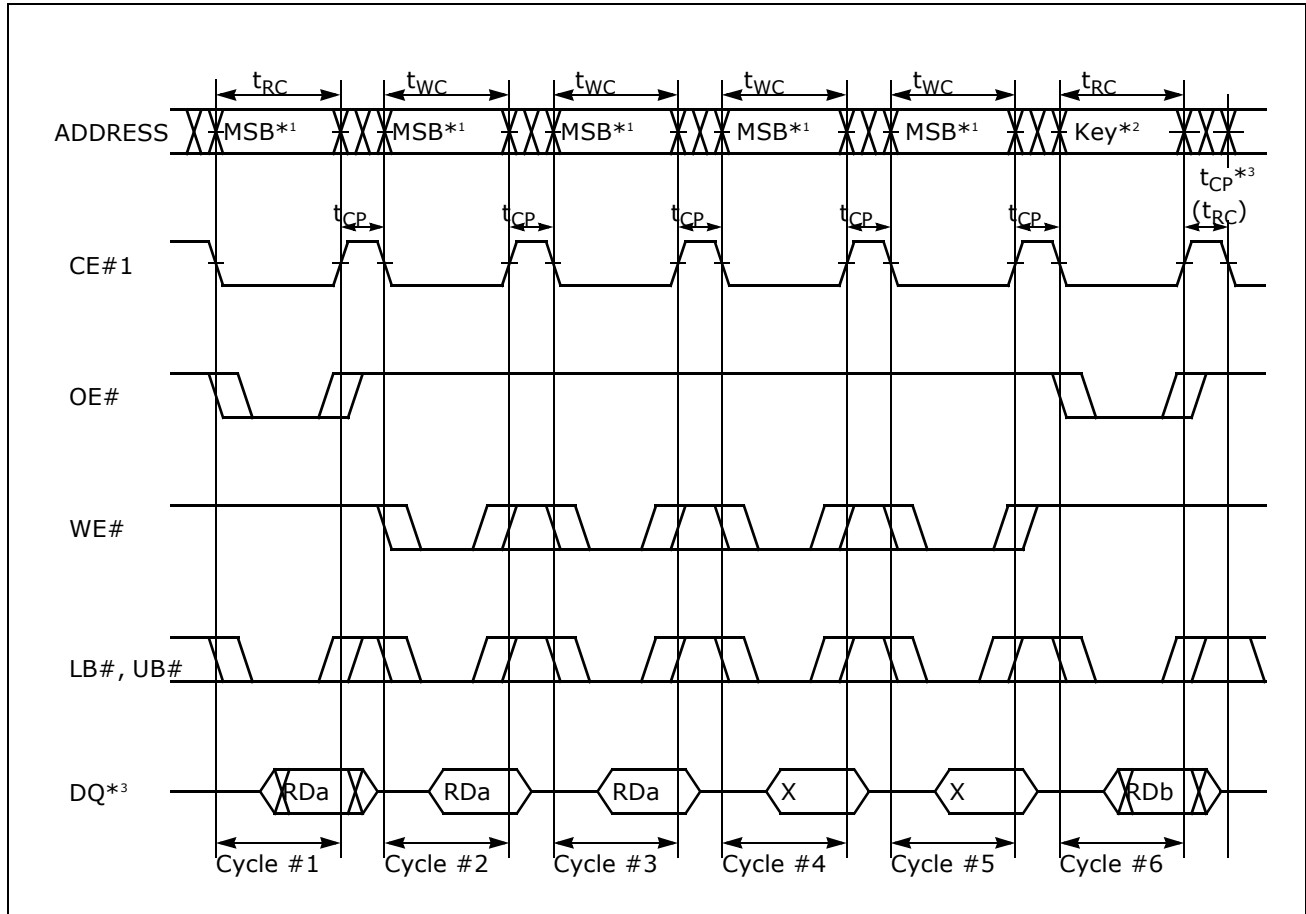 tRC tWC tWC tWC tWC tRC
ADDRESS MSB*1 MSB*1 MSB*1 MSB*1 MSB*1 Key*2
tCP*3
(tRC)
tCP tCP tCP tCP tCP
CE#1
OE#
WE#
LB#, UB#
DQ*3 RDa RDa RDa X X RDb
Cycle #1 Cycle #2 Cycle #3 Cycle #4 Cycle #5 Cycle #6